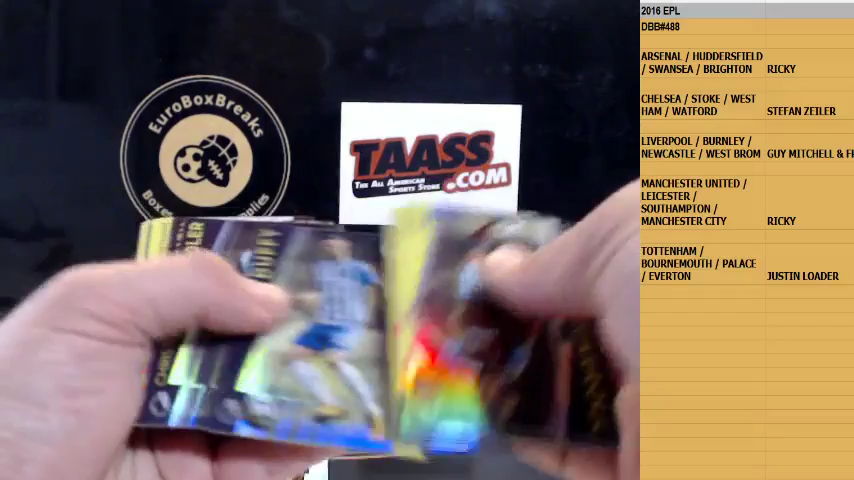 EuroBoxBreaks
TAASS
THE ALL AMERICAN
SPORTS STORE
.COM
DUFFY
2016 EPL
DBB#488
ARSENAL / HUDDERSFIELD
/ SWANSEA / BRIGHTON RICKY
CHELSEA / STOKE / WEST
HAM / WATFORD STEFAN ZEILER
LIVERPOOL / BURNLEY /
NEWCASTLE / WEST BROM GUY MITCHELL & F
MANCHESTER UNITED /
LEICESTER /
SOUTHAMPTON /
MANCHESTER CITY RICKY
TOTTENHAM /
BOURNEMOUTH / PALACE
/ EVERTON JUSTIN LOADER